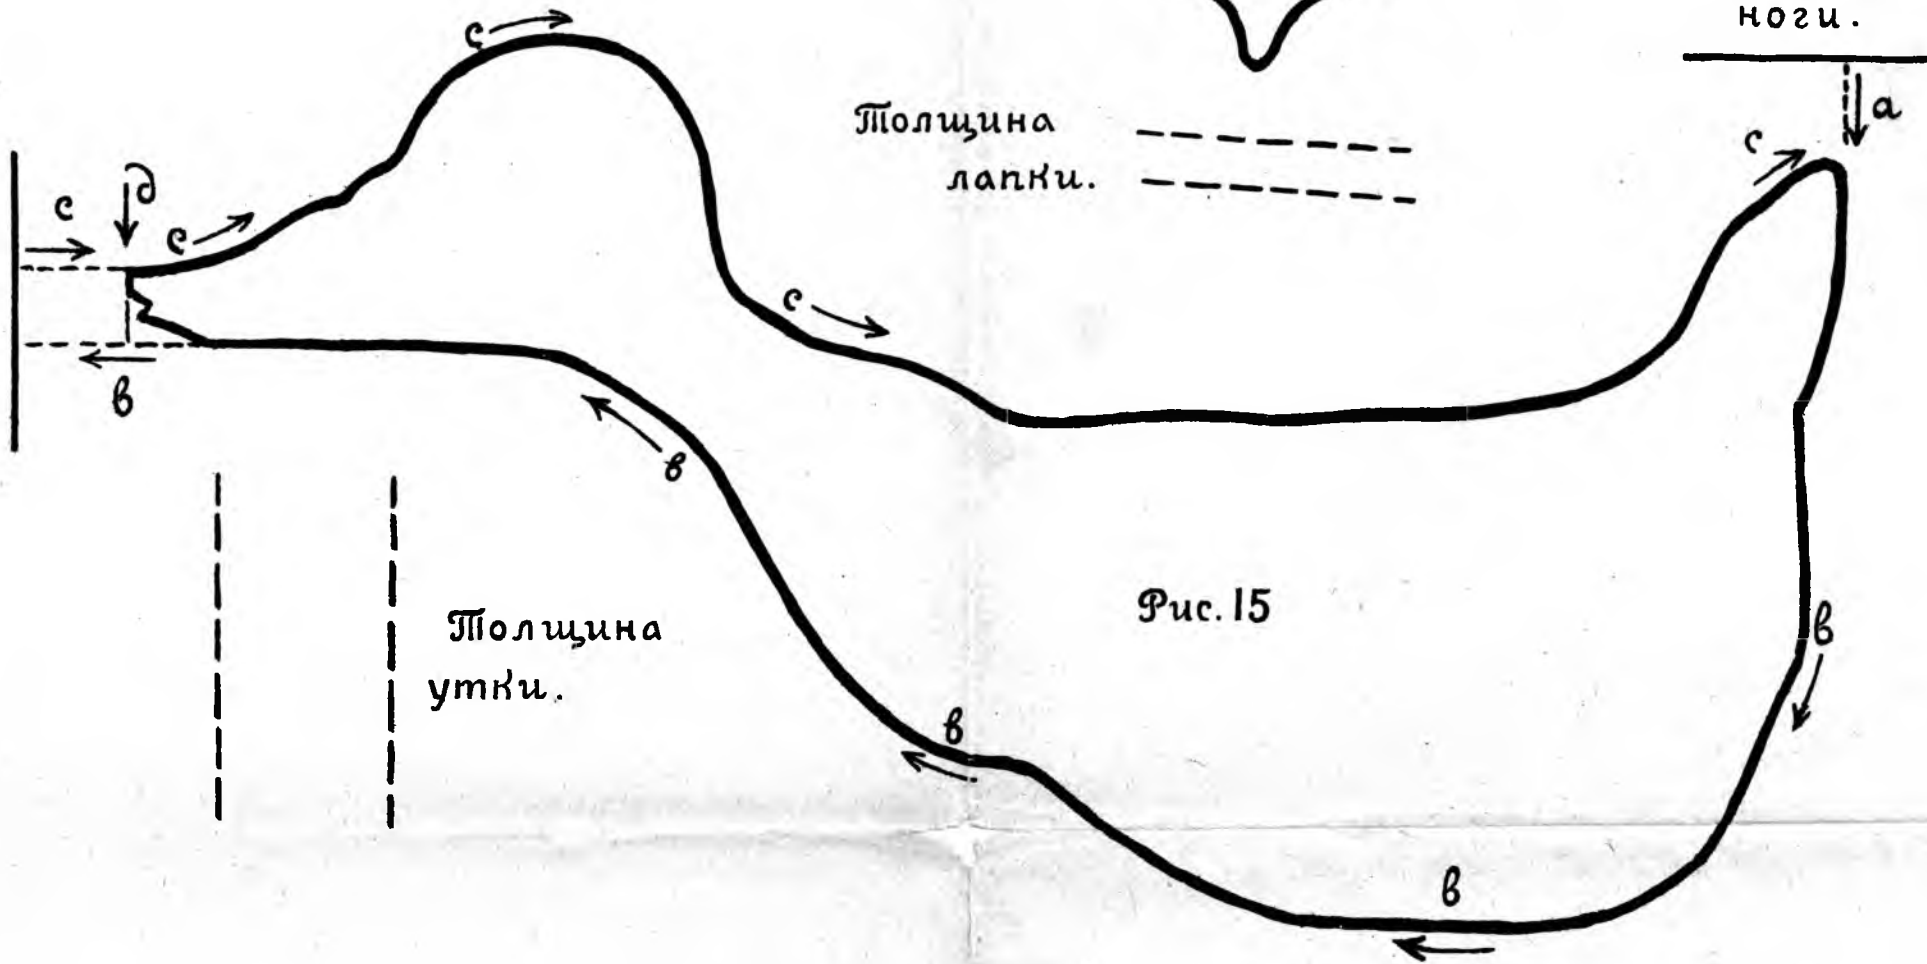 ноги.
а
с
Толщина
лапки.
с
с
д
с
с
в
в
Толщина
утки.
Рис. 15
в
в
в